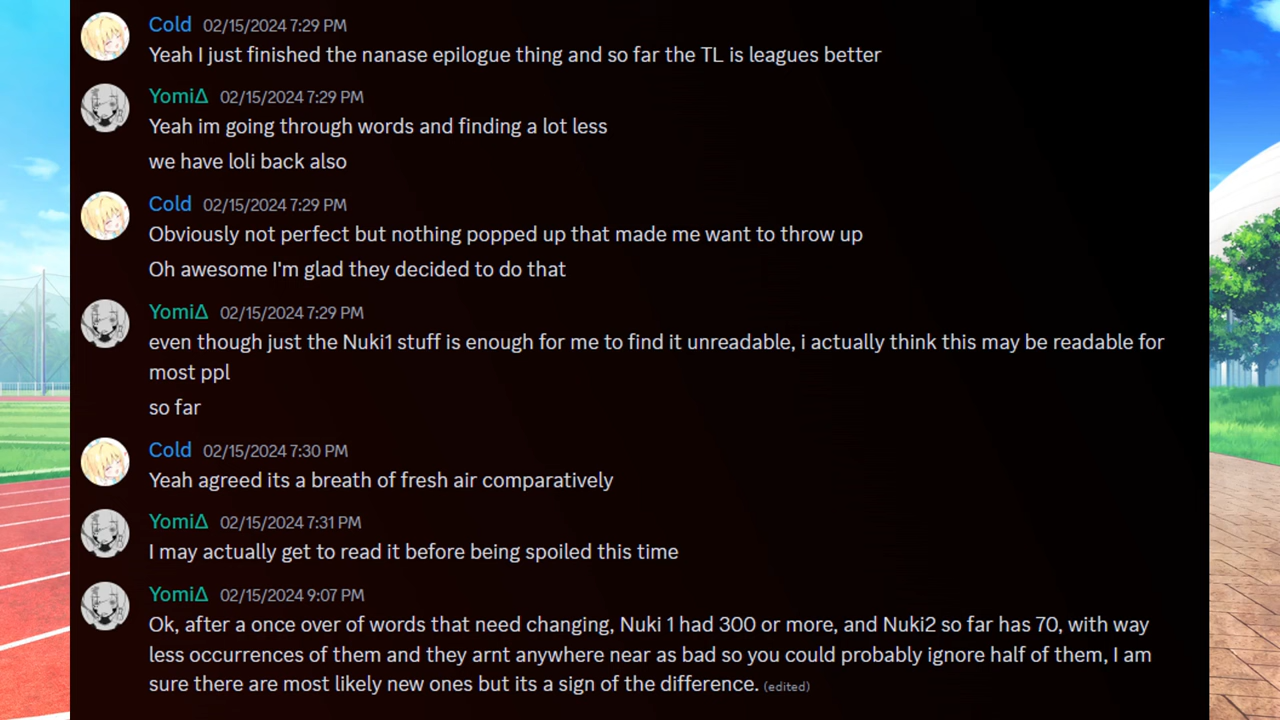 Cold 02/15/2024 7:29 PM
Yeah I just finished the nanase epilogue thing and so far the TL is leagues better
YomiΔ 02/15/2024 7:29 PM
Yeah im going through words and finding a lot less
we have loli back also
Cold 02/15/2024 7:29 PM
Obviously not perfect but nothing popped up that made me want to throw up
Oh awesome I'm glad they decided to do that
YomiΔ 02/15/2024 7:29 PM
even though just the Nuki1 stuff is enough for me to find it unreadable, i actually think this may be readable for
most ppl
so far
Cold 02/15/2024 7:30 PM
Yeah agreed its a breath of fresh air comparatively
YomiΔ 02/15/2024 7:31 PM
I may actually get to read it before being spoiled this time
YomiΔ 02/15/2024 9:07 PM
Ok, after a once over of words that need changing, Nuki 1 had 300 or more, and Nuki2 so far has 70, with way
less occurrences of them and they arnt anywhere near as bad so you could probably ignore half of them, I am
sure there are most likely new ones but its a sign of the difference. (edited)